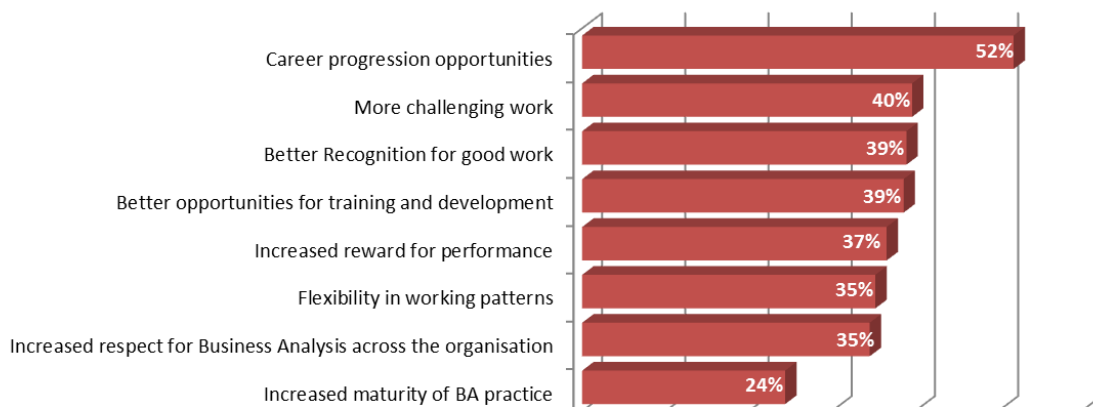 Career progression opportunities 52%
More challenging work 40%
Better Recognition for good work 39%
Better opportunities for training and development 39%
Increased reward for performance 37%
Flexibility in working patterns 35%
Increased respect for Business Analysis across the organisation 35%
Increased maturity of BA practice 24%